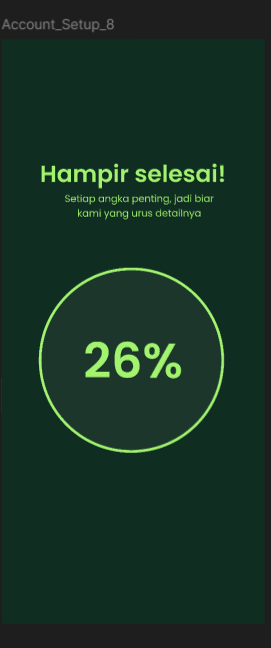 Account_Setup_8
Hampir selesai!
Setiap angka penting, jadi biar
kami yang urus detailnya
26%